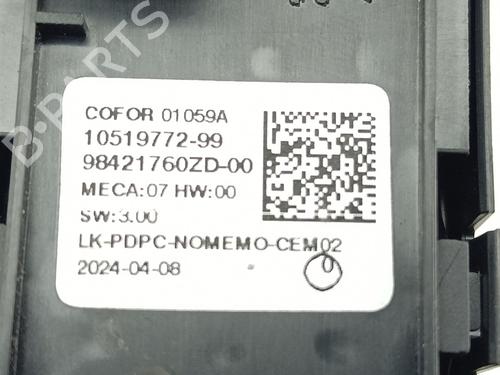 B-PARTS
COFOR 01059A
10519772-99
98421760ZD-00
MECA:07 HW:00
SW:3.00
LK-PDPC-NOMEMO-CEM02
2024-04-08